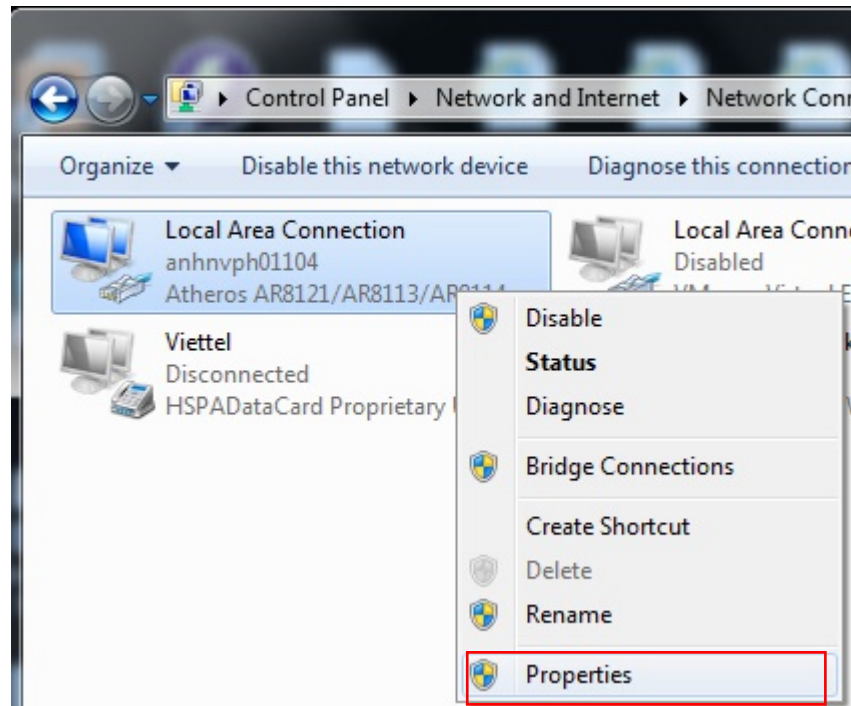 Control Panel Network and Internet Network Conn
Organize Disable this network device Diagnose this connection
Local Area Connection
anhnvph01104
Atheros AR8121/AR8113/AR8114
Local Area Conn
Disabled
Viettel
Disconnected
HSPADataCard Proprietary
Disable
Status
Diagnose
Bridge Connections
Create Shortcut
Delete
Rename
Properties